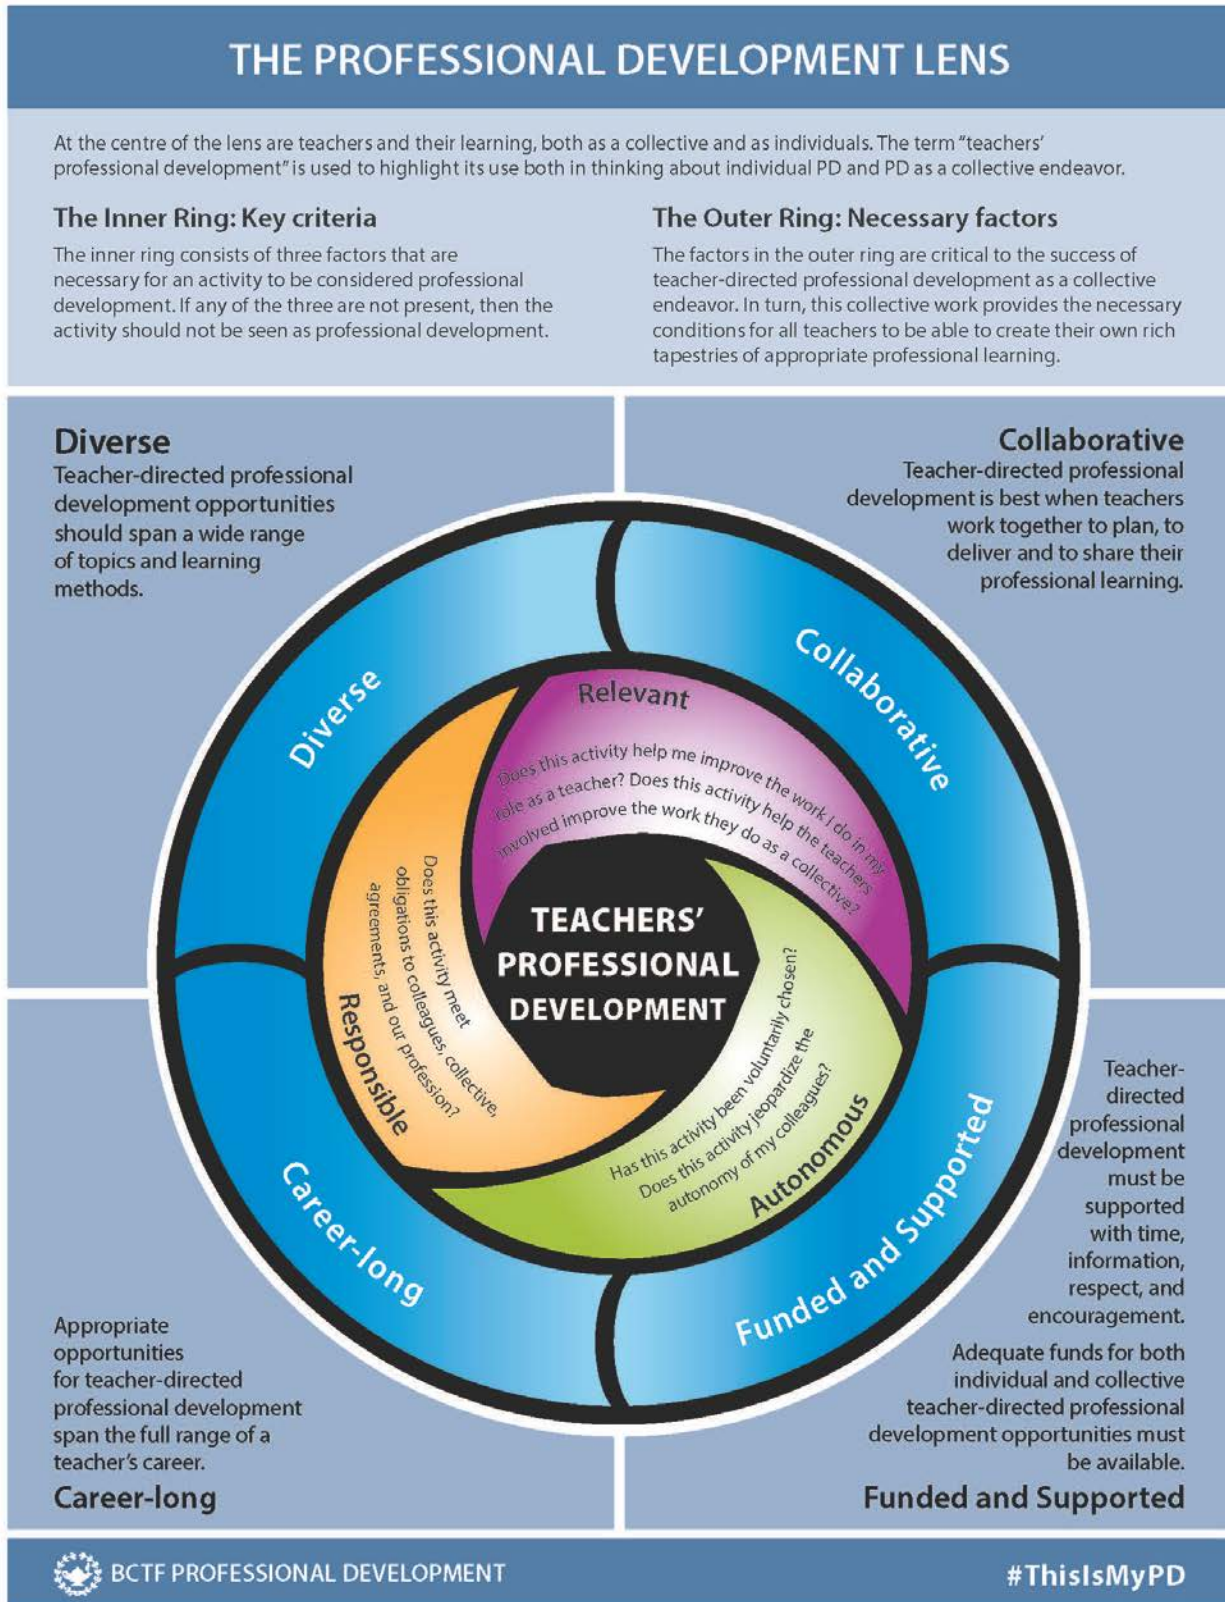 THE PROFESSIONAL DEVELOPMENT LENS
At the centre of the lens are teachers and their learning, both as a collective and as individuals. The term “teachers’
professional development” is used to highlight its use both in thinking about individual PD and PD as a collective endeavor.
The Inner Ring: Key criteria
The inner ring consists of three factors that are
necessary for an activity to be considered professional
development. If any of the three are not present, then the
activity should not be seen as professional development.
The Outer Ring: Necessary factors
The factors in the outer ring are critical to the success of
teacher-directed professional development as a collective
endeavor. In turn, this collective work provides the necessary
conditions for all teachers to be able to create their own rich
tapestries of appropriate professional learning.
Diverse
Teacher-directed professional
development opportunities
should span a wide range
of topics and learning
methods.
Collaborative
Teacher-directed professional
development is best when teachers
work together to plan, to
deliver and to share their
professional learning.
Diverse
Collaborative
Relevant
Does this activity help me improve the work I do in my
role as a teacher? Does this activity help the teachers
involved improve the work they do as a collective?
TEACHERS’
PROFESSIONAL
DEVELOPMENT
Does this activity meet
obligations to colleagues, collective,
agreements, and our profession?
Responsible
Has this activity been voluntarily chosen?
Does this activity jeopardize the
autonomy of my colleagues?
Autonomous
Career-long
Funded and Supported
Appropriate
opportunities
for teacher-directed
professional development
span the full range of a
teacher’s career.
Career-long
Teacher-
directed
professional
development
must be
supported
with time,
information,
respect, and
encouragement.
Adequate funds for both
individual and collective
teacher-directed professional
development opportunities must
be available.
Funded and Supported
BCTF PROFESSIONAL DEVELOPMENT
#ThisIsMyPD